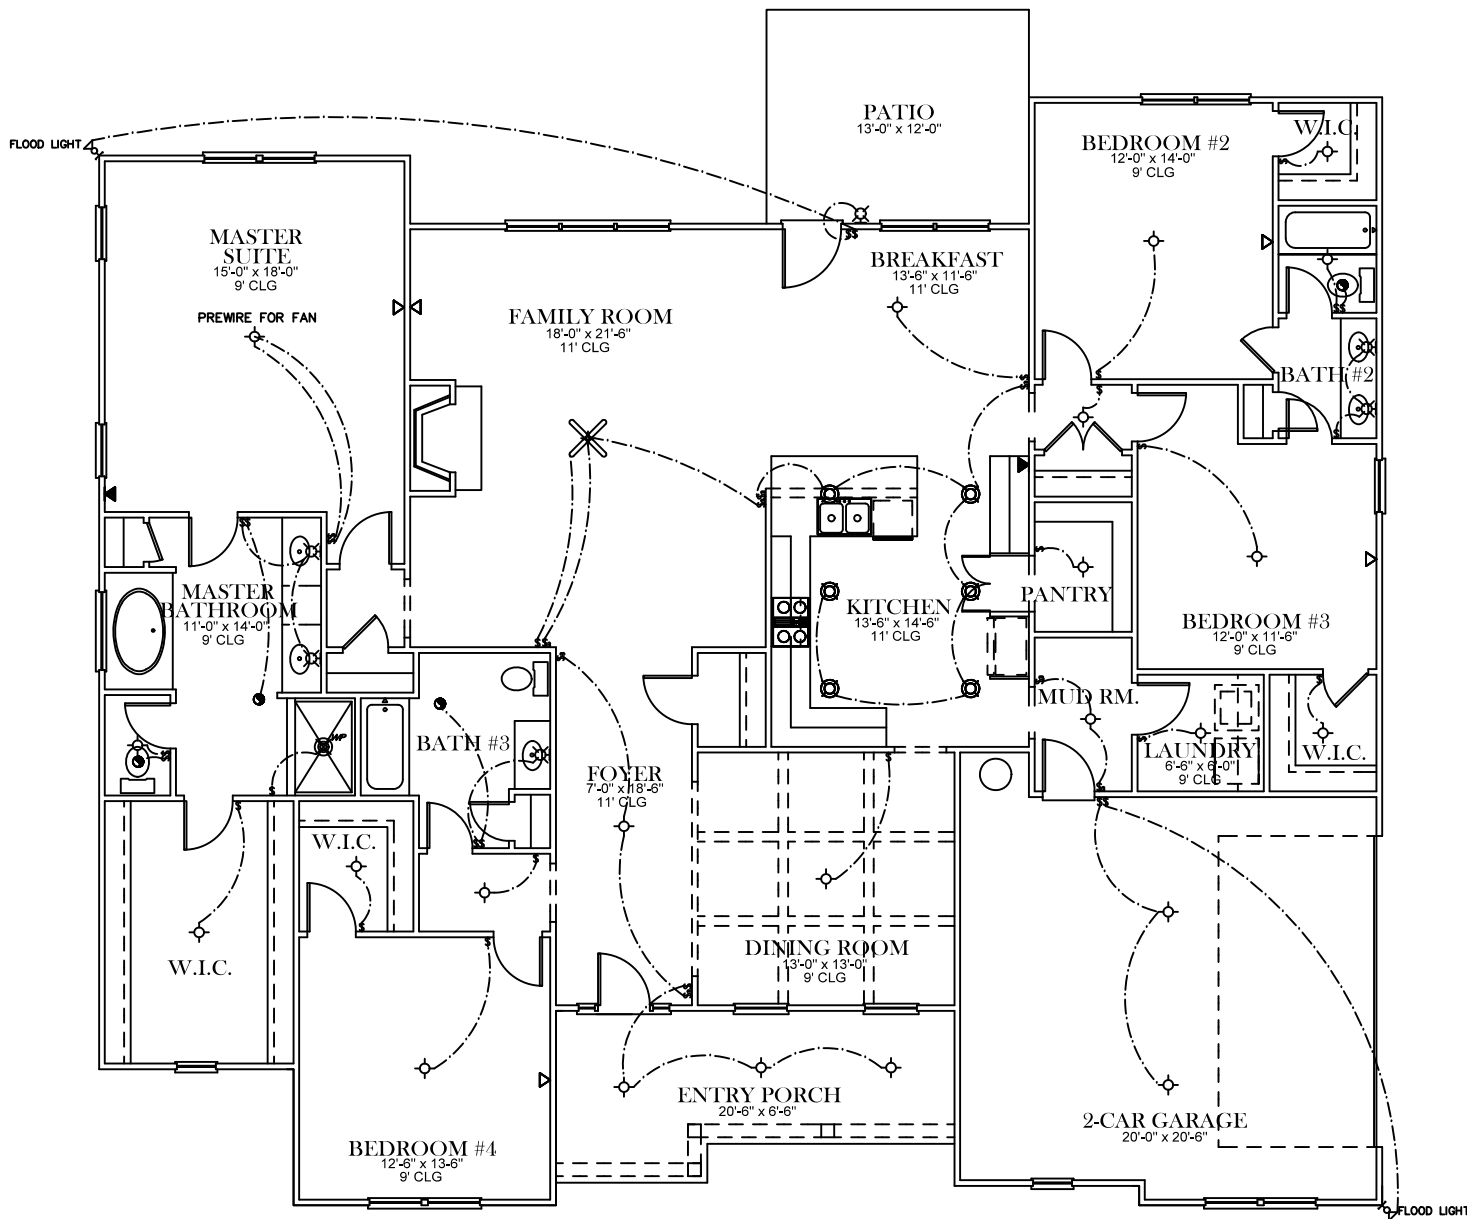 PATIO
13'-0" x 12'-0"
FLOOD LIGHT
BEDROOM #2
12'-0" x 14'-0"
9' CLG
W.I.C.
MASTER
SUITE
15'-0" x 18'-0"
9' CLG
PREWIRE FOR FAN
FAMILY ROOM
18'-0" x 21'-6"
11' CLG
BREAKFAST
13'-6" x 11'-6"
11' CLG
BATH #2
MASTER
BATHROOM
11'-0" x 14'-0"
9' CLG
KITCHEN
13'-6" x 14'-6"
11' CLG
PANTRY
BEDROOM #3
12'-0" x 11'-6"
9' CLG
MUD RM.
LAUNDRY
6'-6" x 6'-0"
9' CLG
W.I.C.
WP
BATH #3
FOYER
7'-0" x 18'-6"
11' CLG
W.I.C.
W.I.C.
DINING ROOM
13'-0" x 13'-0"
9' CLG
ENTRY PORCH
20'-6" x 6'-6"
2-CAR GARAGE
20'-0" x 20'-6"
BEDROOM #4
12'-6" x 13'-6"
9' CLG
FLOOD LIGHT